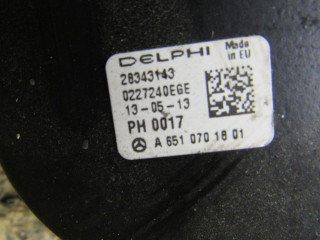 DELPHI
Made
in EU
28343143
0227240EGE
13-05-13
PH 0017
A 651 070 18 01